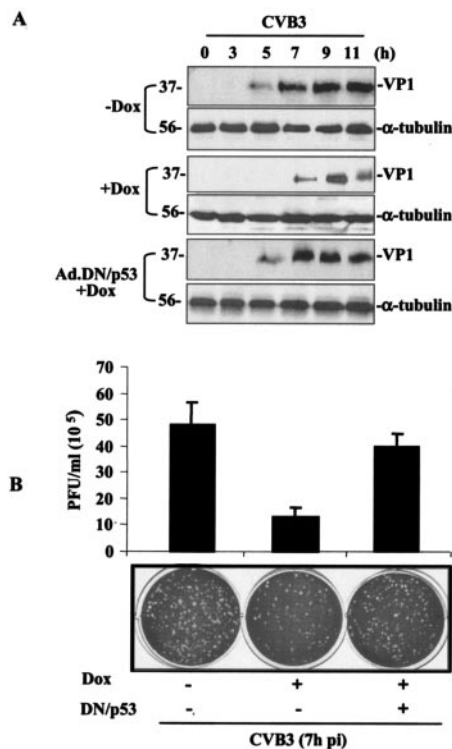 A
CVB3
0 3 5 7 9 11 (h)
37- -VP1
-Dox
56- -α-tubulin
37- -VP1
+Dox
56- -α-tubulin
Ad.DN/p53
+Dox
37- -VP1
56- -α-tubulin
B
PFU/ml (10 5)
70
60
50
40
30
20
10
0
Dox - + +
DN/p53 - - +
CVB3 (7h pi)